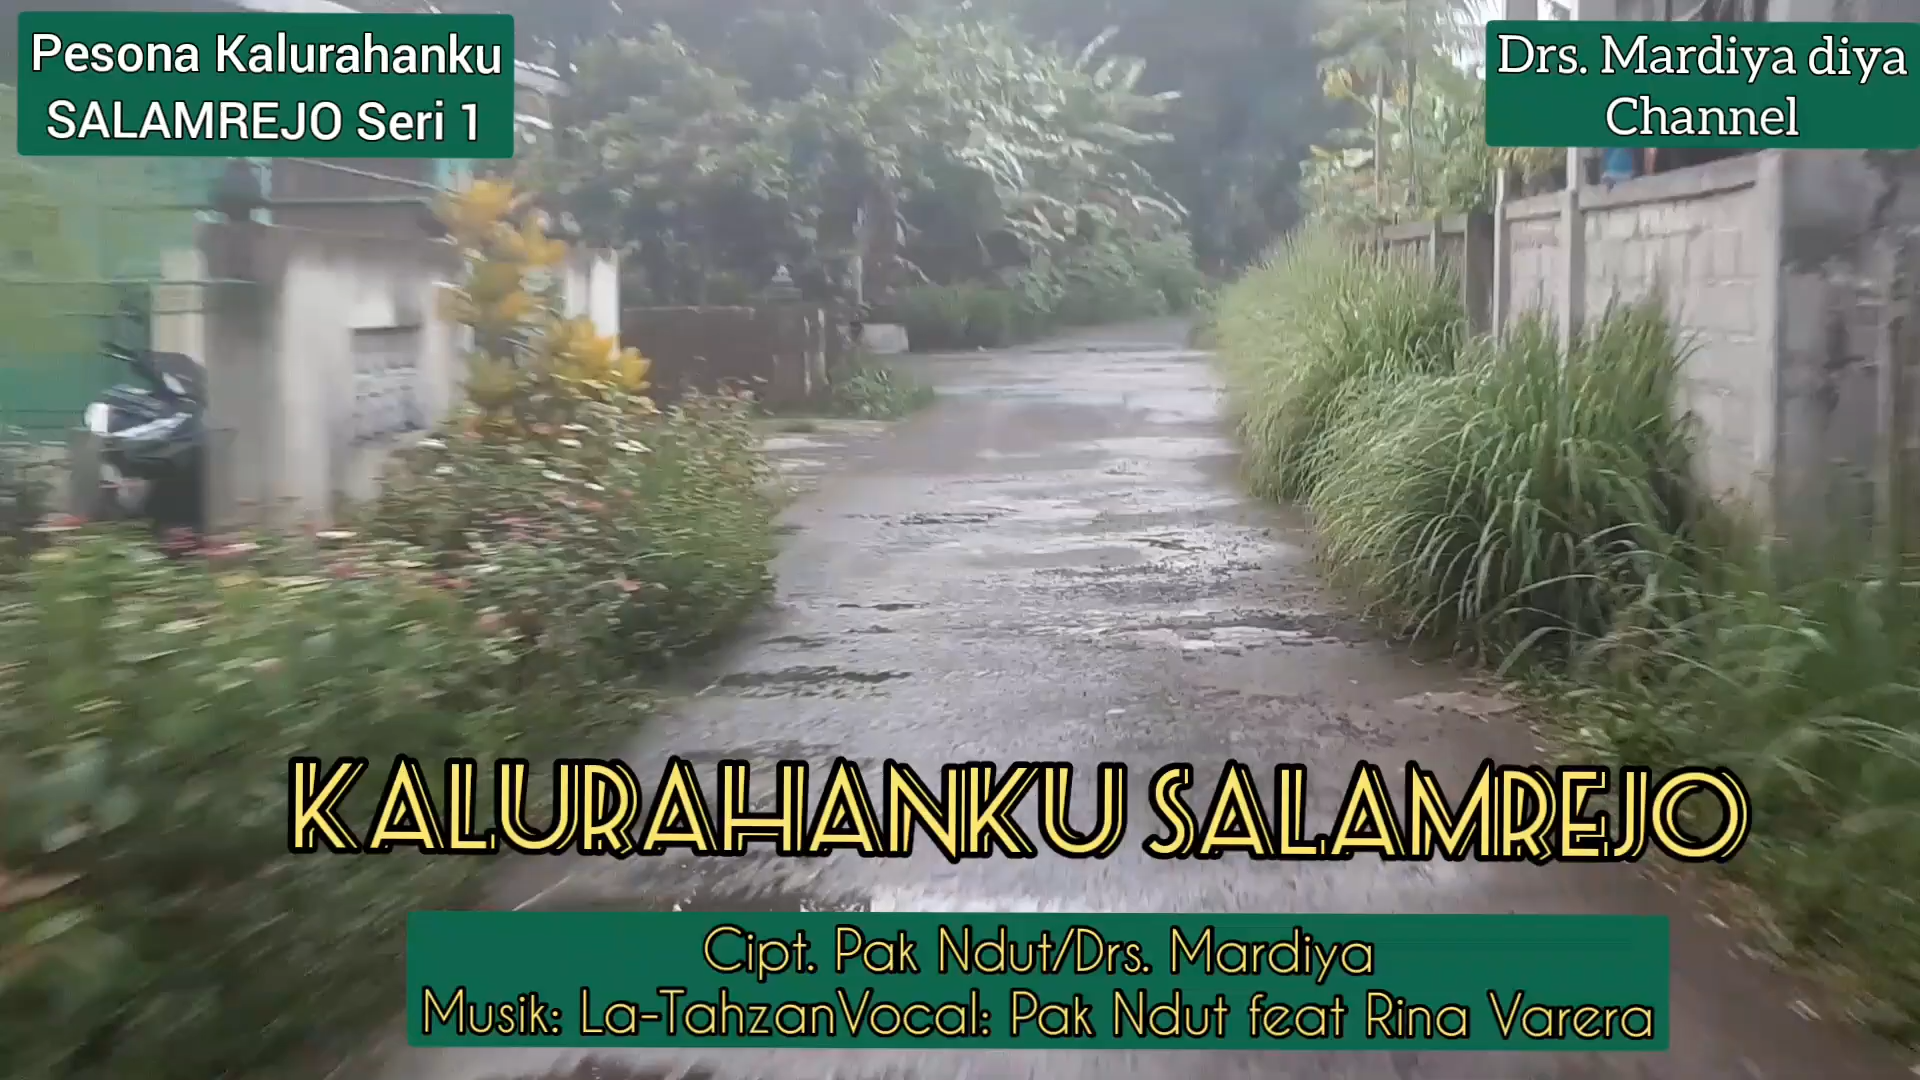 Pesona Kalurahanku
SALAMREJO Seri 1
Drs. Mardiya diya
Channel
KALURAHANKU SALAMREJO
Cipt. Pak Ndut/Drs. Mardiya
Musik: La-TahzanVocal: Pak Ndut feat Rina Varera